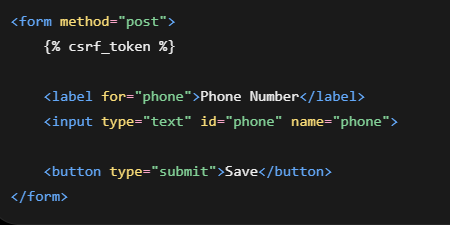 <form method="post">
{% csrf_token %}
<label for="phone">Phone Number</label>
<input type="text" id="phone" name="phone">
<button type="submit">Save</button>
</form>